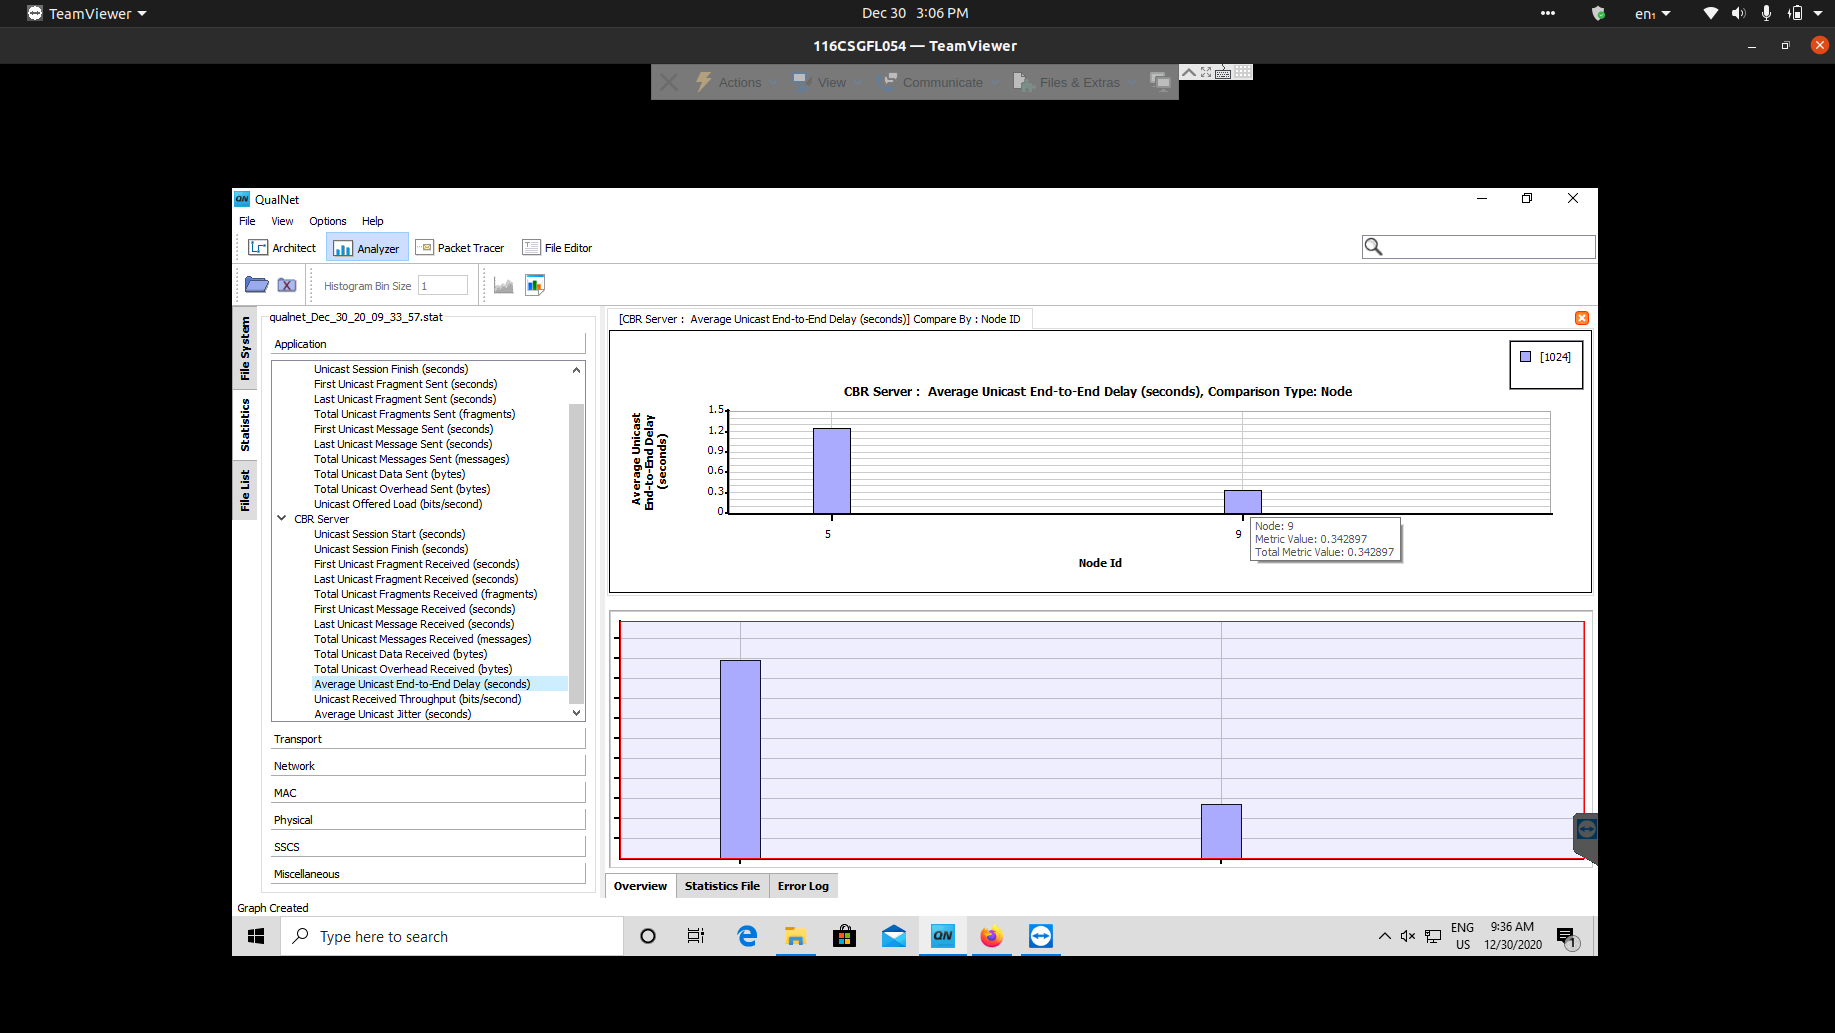 TeamViewer
Dec 30 3:06 PM
en₁
116CSGFL054 — TeamViewer
Actions
View
Communicate
Files & Extras
QN QualNet
File View Options Help
Architect
Analyzer
Packet Tracer
File Editor
Histogram Bin Size 1
File System
Statistics
File List
qualnet_Dec_30_20_09_33_57.stat
Application
Unicast Session Finish (seconds)
First Unicast Fragment Sent (seconds)
Last Unicast Fragment Sent (seconds)
Total Unicast Fragments Sent (fragments)
First Unicast Message Sent (seconds)
Last Unicast Message Sent (seconds)
Total Unicast Messages Sent (messages)
Total Unicast Data Sent (bytes)
Total Unicast Overhead Sent (bytes)
Unicast Offered Load (bits/second)
CBR Server
Unicast Session Start (seconds)
Unicast Session Finish (seconds)
First Unicast Fragment Received (seconds)
Last Unicast Fragment Received (seconds)
Total Unicast Fragments Received (fragments)
First Unicast Message Received (seconds)
Last Unicast Message Received (seconds)
Total Unicast Messages Received (messages)
Total Unicast Data Received (bytes)
Total Unicast Overhead Received (bytes)
Average Unicast End-to-End Delay (seconds)
Unicast Received Throughput (bits/second)
Average Unicast Jitter (seconds)
Transport
Network
MAC
Physical
SSCS
Miscellaneous
[CBR Server : Average Unicast End-to-End Delay (seconds)] Compare By : Node ID
[1024]
CBR Server : Average Unicast End-to-End Delay (seconds), Comparison Type: Node
Average Unicast
End-to-End Delay
(seconds)
1.5
1.2
0.9
0.6
0.3
0
5
9
Node Id
Node: 9
Metric Value: 0.342897
Total Metric Value: 0.342897
Overview
Statistics File
Error Log
Graph Created
Type here to search
QN
ENG
US
9:36 AM
12/30/2020
1